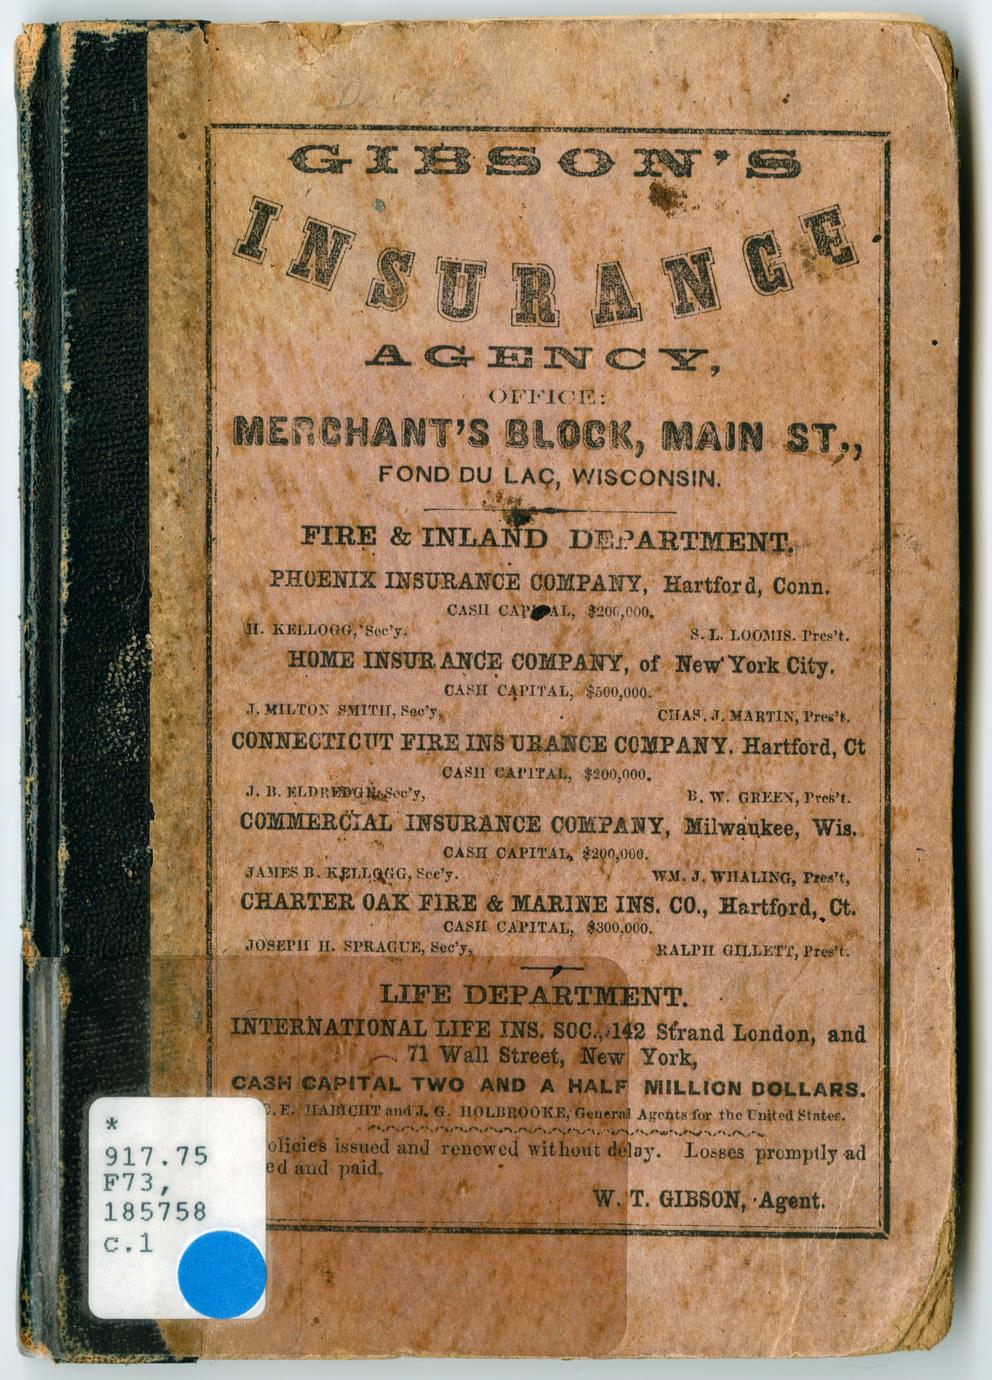 GIBSON'S
INSURANCE
AGENCY,
OFFICE:
MERCHANT'S BLOCK, MAIN ST.,
FOND DU LAC, WISCONSIN.
FIRE & INLAND DEPARTMENT.
PHOENIX INSURANCE COMPANY, Hartford, Conn.
CASH CAPITAL, $200,000.
H. KELLOGG, Sec'y. S. L. LOOMIS. Pres't.
HOME INSURANCE COMPANY, of New York City.
CASH CAPITAL, $500,000.
J. MILTON SMITH, Sec'y, CHAS. J. MARTIN, Pres't.
CONNECTICUT FIRE INSURANCE COMPANY. Hartford, Ct
CASH CAPITAL, $200,000.
J. B. ELDREDGE, Sec'y, B. W. GREEN, Pres't.
COMMERCIAL INSURANCE COMPANY, Milwaukee, Wis.
CASH CAPITAL, $200,000.
JAMES B. KELLOGG, Sec'y. WM. J. WHALING, Pres't,
CHARTER OAK FIRE & MARINE INS. CO., Hartford, Ct.
CASH CAPITAL, $300,000.
JOSEPH H. SPRAGUE, Sec'y, RALPH GILLETT, Pres't.
LIFE DEPARTMENT.
INTERNATIONAL LIFE INS. SOC., 142 Strand London, and
71 Wall Street, New York,
CASH CAPITAL TWO AND A HALF MILLION DOLLARS.
C. E. HABICHT and J. G. HOLBROOKE, General Agents for the United States.
olicies issued and renewed without delay. Losses promptly ad
ed and paid.
W. T. GIBSON, Agent.
*
917.75
F73,
185758
c.1